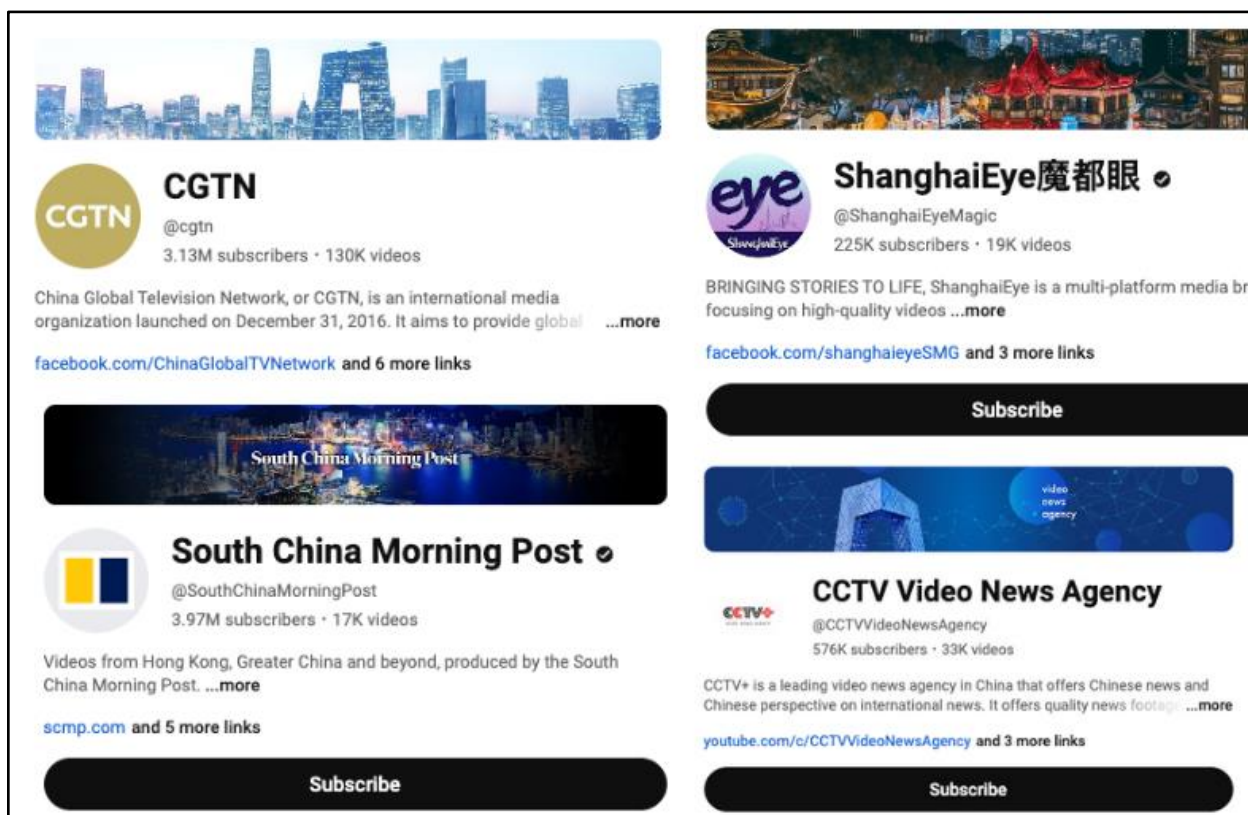 CGTN
CGTN
@cgtn
3.13M subscribers • 130K videos
China Global Television Network, or CGTN, is an international media
organization launched on December 31, 2016. It aims to provide global ...more
facebook.com/ChinaGlobalTVNetwork and 6 more links
South China Morning Post
South China Morning Post
@SouthChinaMorningPost
3.97M subscribers • 17K videos
Videos from Hong Kong, Greater China and beyond, produced by the South
China Morning Post. ...more
scmp.com and 5 more links
Subscribe
eye
ShanghaiEye
ShanghaiEye魔都眼
@ShanghaiEyeMagic
225K subscribers • 19K videos
BRINGING STORIES TO LIFE, ShanghaiEye is a multi-platform media br
focusing on high-quality videos ...more
facebook.com/shanghaieyeSMG and 3 more links
Subscribe
video
news
agency
CCTV+
CCTV Video News Agency
@CCTVVideoNewsAgency
576K subscribers • 33K videos
CCTV+ is a leading video news agency in China that offers Chinese news and
Chinese perspective on international news. It offers quality news footage ...more
youtube.com/c/CCTVVideoNewsAgency and 3 more links
Subscribe